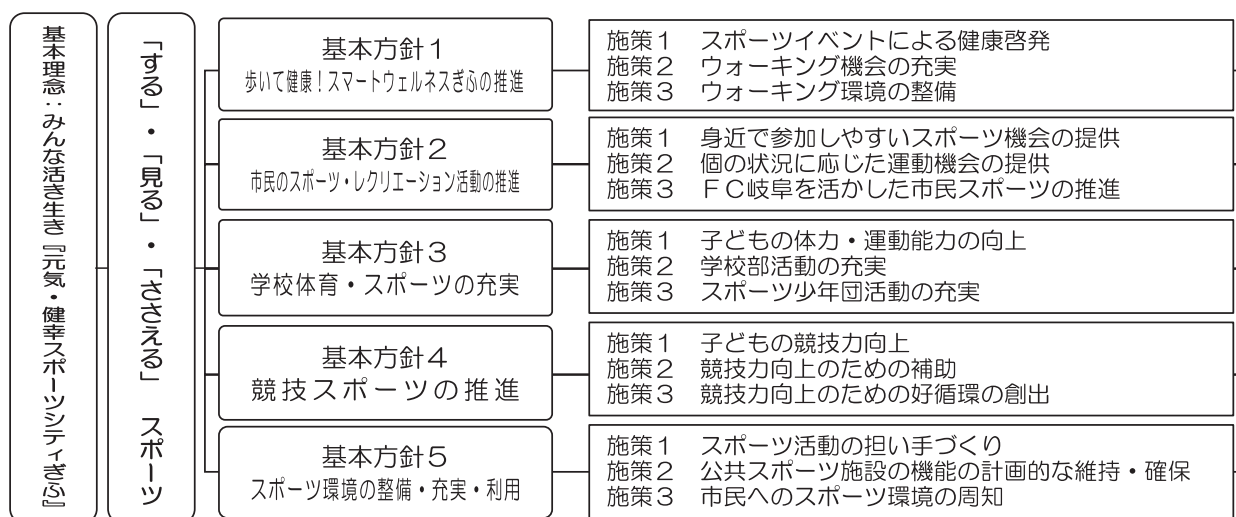 基本理念：みんな活き生き『元気・健幸スポーツシティぎふ』
「する」・「見る」・「ささえる」 スポーツ
基本方針１
歩いて健康！スマートウェルネスぎふの推進
施策１ スポーツイベントによる健康啓発
施策２ ウォーキング機会の充実
施策３ ウォーキング環境の整備
基本方針２
市民のスポーツ・レクリエーション活動の推進
施策１ 身近で参加しやすいスポーツ機会の提供
施策２ 個の状況に応じた運動機会の提供
施策３ ＦＣ岐阜を活かした市民スポーツの推進
基本方針３
学校体育・スポーツの充実
施策１ 子どもの体力・運動能力の向上
施策２ 学校部活動の充実
施策３ スポーツ少年団活動の充実
基本方針４
競技スポーツの推進
施策１ 子どもの競技力向上
施策２ 競技力向上のための補助
施策３ 競技力向上のための好循環の創出
基本方針５
スポーツ環境の整備・充実・利用
施策１ スポーツ活動の担い手づくり
施策２ 公共スポーツ施設の機能の計画的な維持・確保
施策３ 市民へのスポーツ環境の周知